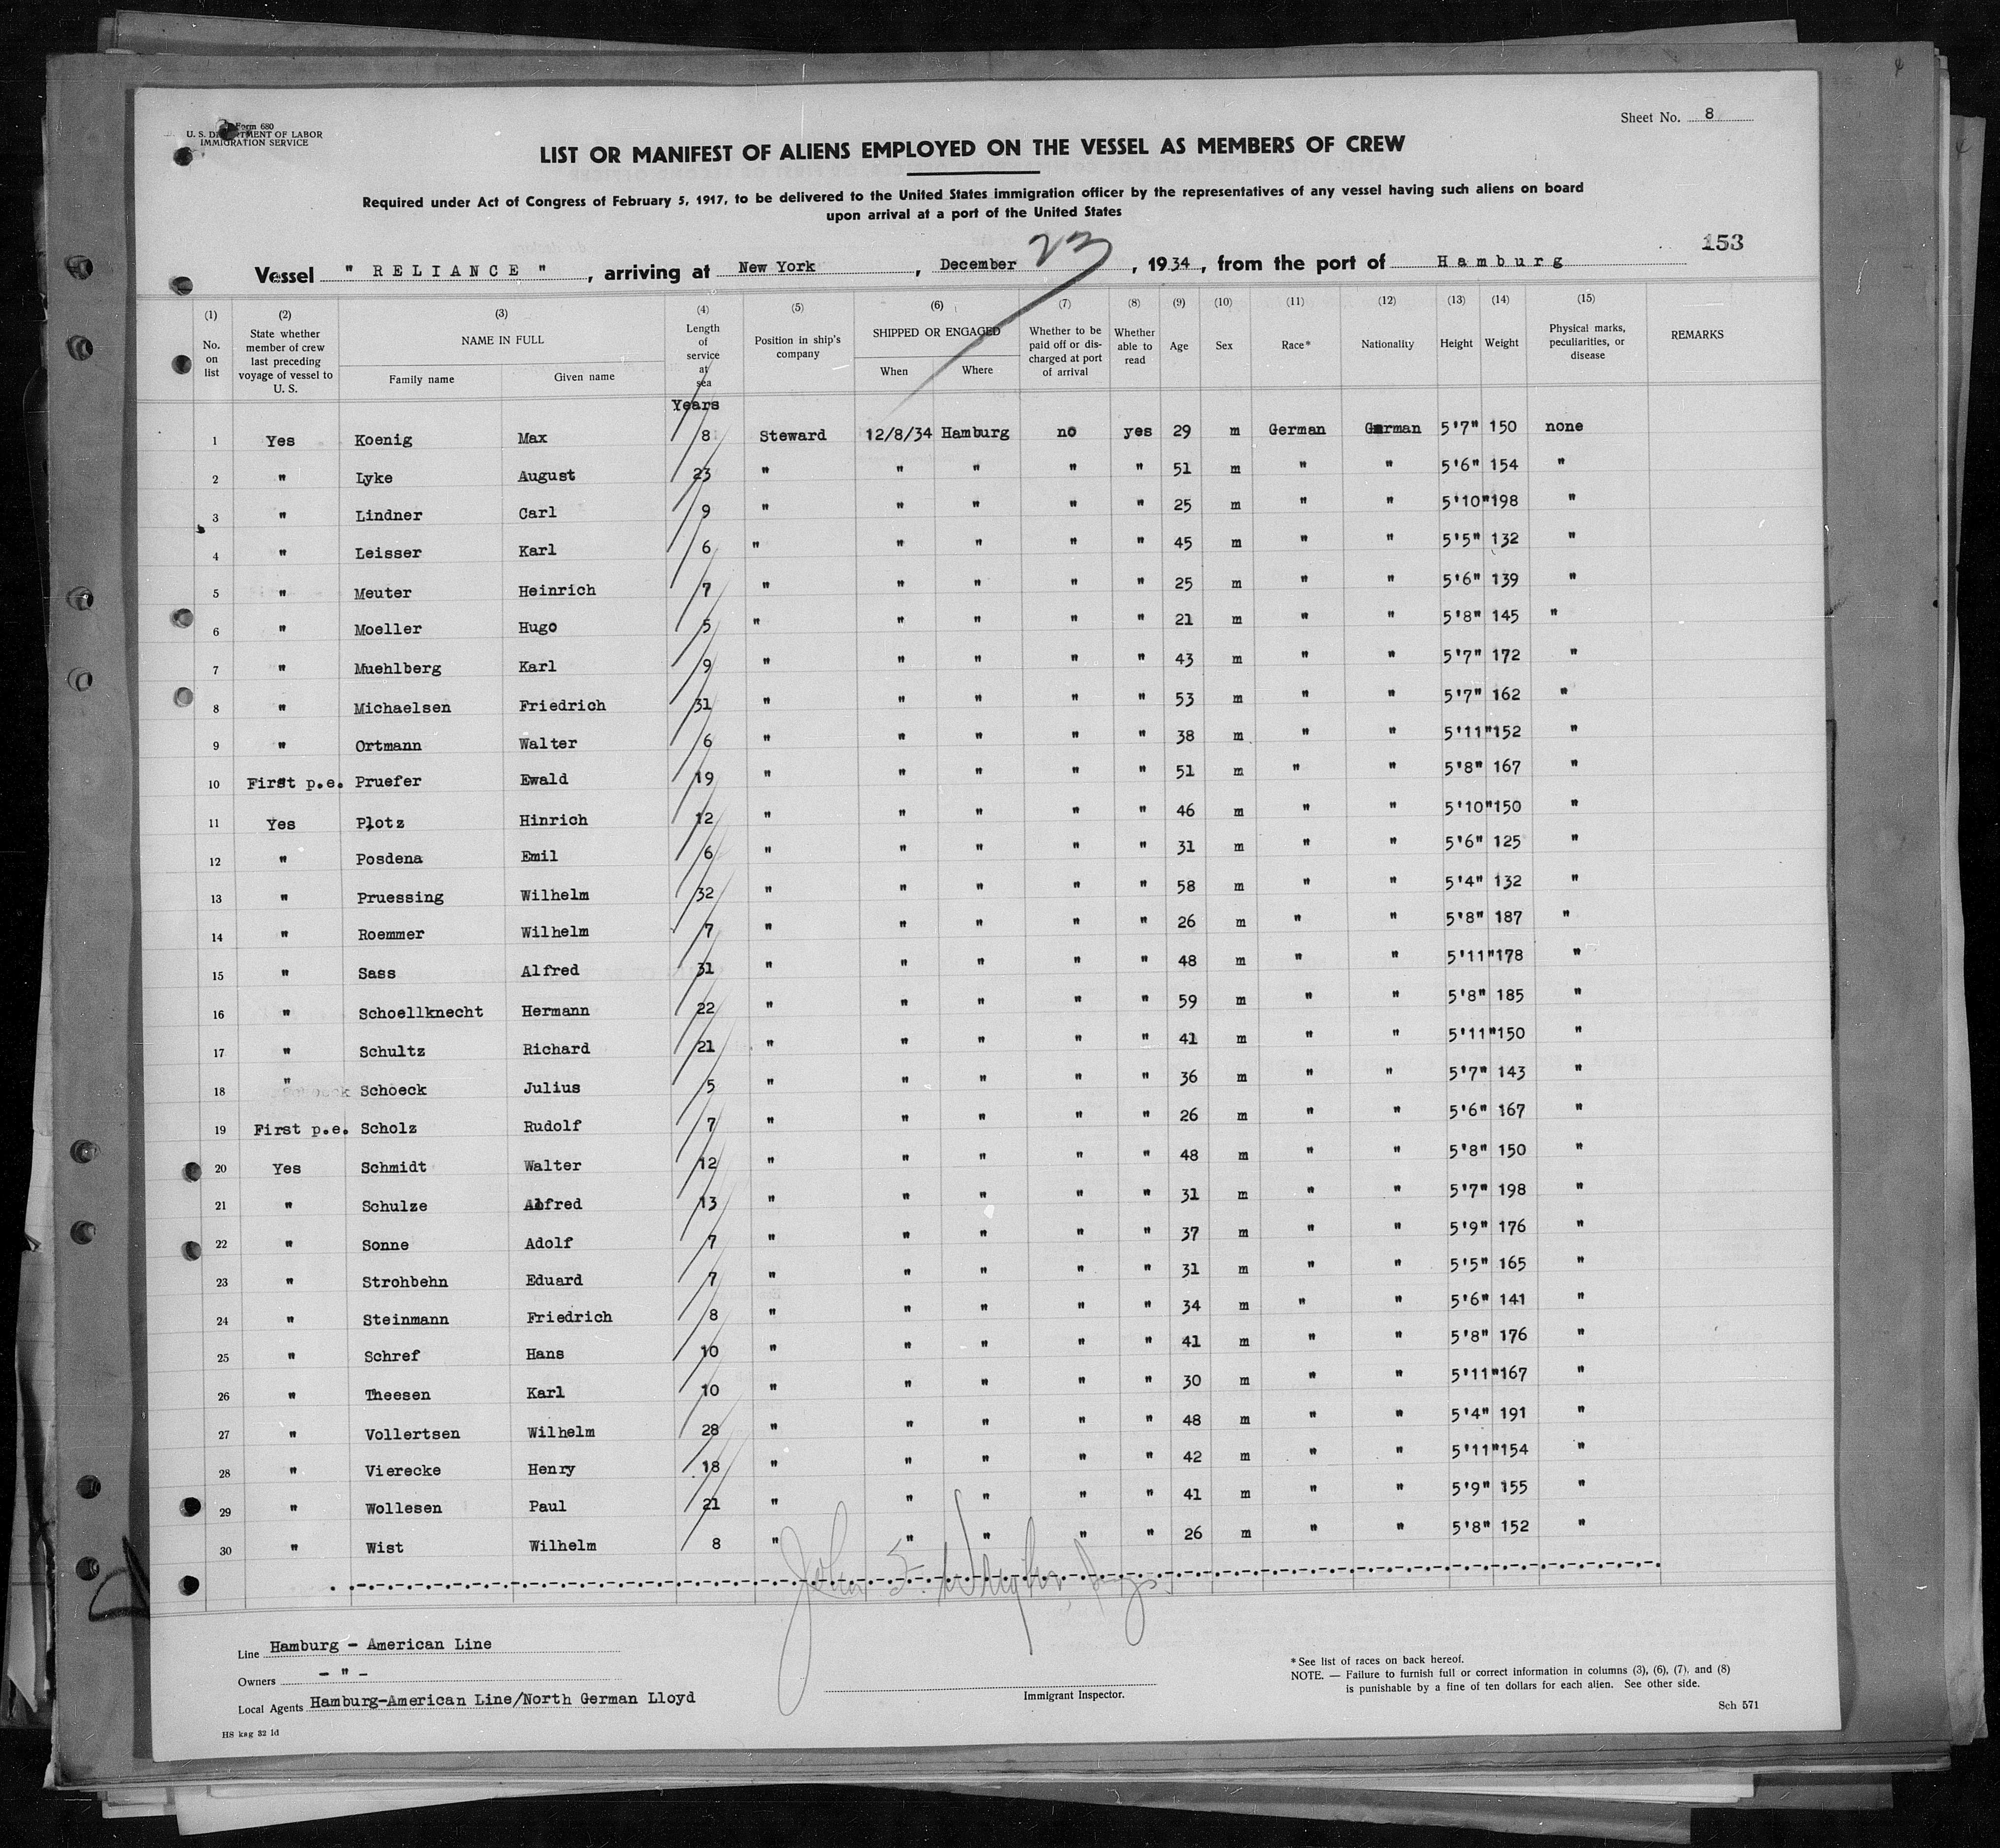 Form 680
U. S. DEPARTMENT OF LABOR
IMMIGRATION SERVICE
Sheet No. 8
LIST OR MANIFEST OF ALIENS EMPLOYED ON THE VESSEL AS MEMBERS OF CREW
Required under Act of Congress of February 5, 1917, to be delivered to the United States immigration officer by the representatives of any vessel having such aliens on board
upon arrival at a port of the United States
153
Vessel " R E L I A N C E " , arriving at New York , December 23 , 1934 , from the port of H a m b u r g
(1) (2) (3) (4) (5) (6) (7) (8) (9) (10) (11) (12) (13) (14) (15)
No. on list State whether member of crew last preceding voyage of vessel to U. S. NAME IN FULL Family name Given name Length of service at sea Position in ship's company SHIPPED OR ENGAGED When Where Whether to be paid off or discharged at port of arrival Whether able to read Age Sex Race* Nationality Height Weight Physical marks, peculiarities, or disease REMARKS
Years
1 Yes Koenig Max 8 Steward 12/8/34 Hamburg no yes 29 m German German 5'7" 150 none
2 " Lyke August 23 " " " " " 51 m " " 5'6" 154 "
3 " Lindner Carl 9 " " " " " 25 m " " 5'10" 198 "
4 " Leisser Karl 6 " " " " " 45 m " " 5'5" 132 "
5 " Meuter Heinrich 7 " " " " " 25 m " " 5'6" 139 "
6 " Moeller Hugo 5 " " " " " 21 m " " 5'8" 145 "
7 " Muehlberg Karl 9 " " " " " 43 m " " 5'7" 172 "
8 " Michaelsen Friedrich 31 " " " " " 53 m " " 5'7" 162 "
9 " Ortmann Walter 6 " " " " " 38 m " " 5'11" 152 "
10 First p.e. Pruefer Ewald 19 " " " " " 51 m " " 5'8" 167 "
11 Yes Plotz Hinrich 12 " " " " " 46 m " " 5'10" 150 "
12 " Posdena Emil 6 " " " " " 31 m " " 5'6" 125 "
13 " Pruessing Wilhelm 32 " " " " " 58 m " " 5'4" 132 "
14 " Roemmer Wilhelm 7 " " " " " 26 m " " 5'8" 187 "
15 " Sass Alfred 31 " " " " " 48 m " " 5'11" 178 "
16 " Schoellknecht Hermann 22 " " " " " 59 m " " 5'8" 185 "
17 " Schultz Richard 21 " " " " " 41 m " " 5'11" 150 "
18 " Schoeck Julius 5 " " " " " 36 m " " 5'7" 143 "
19 First p.e. Scholz Rudolf 7 " " " " " 26 m " " 5'6" 167 "
20 Yes Schmidt Walter 12 " " " " " 48 m " " 5'8" 150 "
21 " Schulze Alfred 13 " " " " " 31 m " " 5'7" 198 "
22 " Sonne Adolf 7 " " " " " 37 m " " 5'9" 176 "
23 " Strohbehn Eduard 7 " " " " " 31 m " " 5'5" 165 "
24 " Steinmann Friedrich 8 " " " " " 34 m " " 5'6" 141 "
25 " Schref Hans 10 " " " " " 41 m " " 5'8" 176 "
26 " Theesen Karl 10 " " " " " 30 m " " 5'11" 167 "
27 " Vollertsen Wilhelm 28 " " " " " 48 m " " 5'4" 191 "
28 " Vierecke Henry 18 " " " " " 42 m " " 5'11" 154 "
29 " Wollesen Paul 21 " " " " " 41 m " " 5'9" 155 "
30 " Wist Wilhelm 8 " " " " " 26 m " " 5'8" 152 "
John F.
Line Hamburg - American Line
Owners - " -
Local Agents Hamburg-American Line/North German Lloyd
Immigrant Inspector.
*See list of races on back hereof.
NOTE. — Failure to furnish full or correct information in columns (3), (6), (7), and (8)
is punishable by a fine of ten dollars for each alien. See other side.
HS kag 32 ld
Sch 571